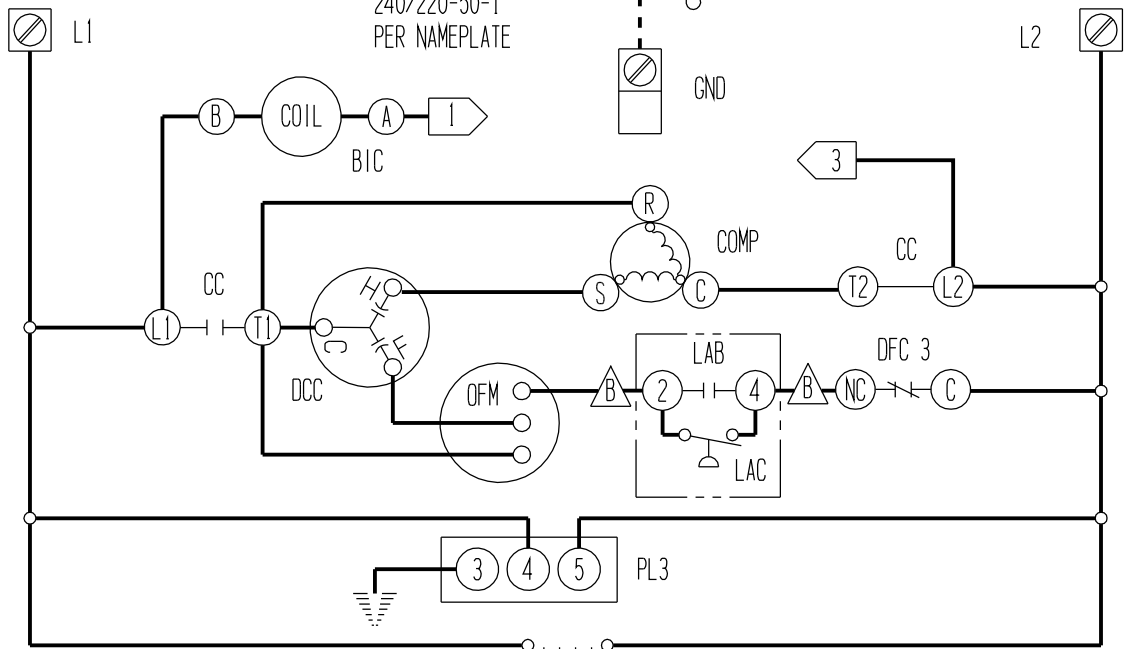 240/220-50-1
PER NAMEPLATE
L1
L2
GND
B
COIL
A
1
BIC
3
R
COMP
CC
CC
H
S
C
T2
L2
L1
T1
C
F
DCC
LAB
DFC 3
OFM
B
2
4
B
NC
C
LAC
3
4
5
PL3